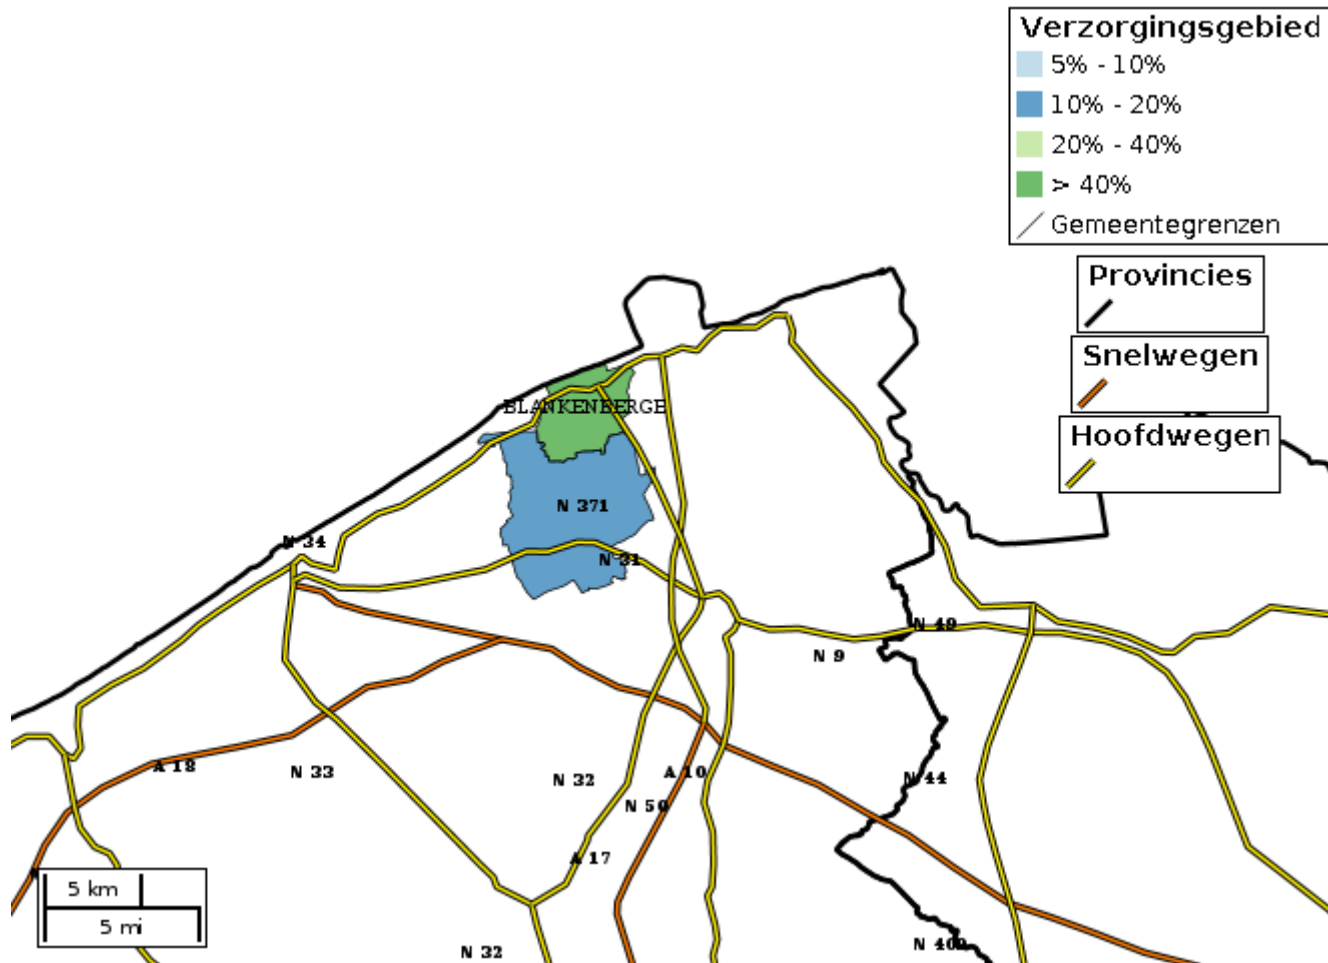 Verzorgingsgebied
5% - 10%
10% - 20%
20% - 40%
> 40%
Gemeentegrenzen
Provincies
Snelwegen
Hoofdwegen
BLANKENBERGE
N 371
N 34
N 31
N 49
N 9
A 18
N 33
N 32
A 10
N 44
N 50
A 17
5 km
5 mi
N 32